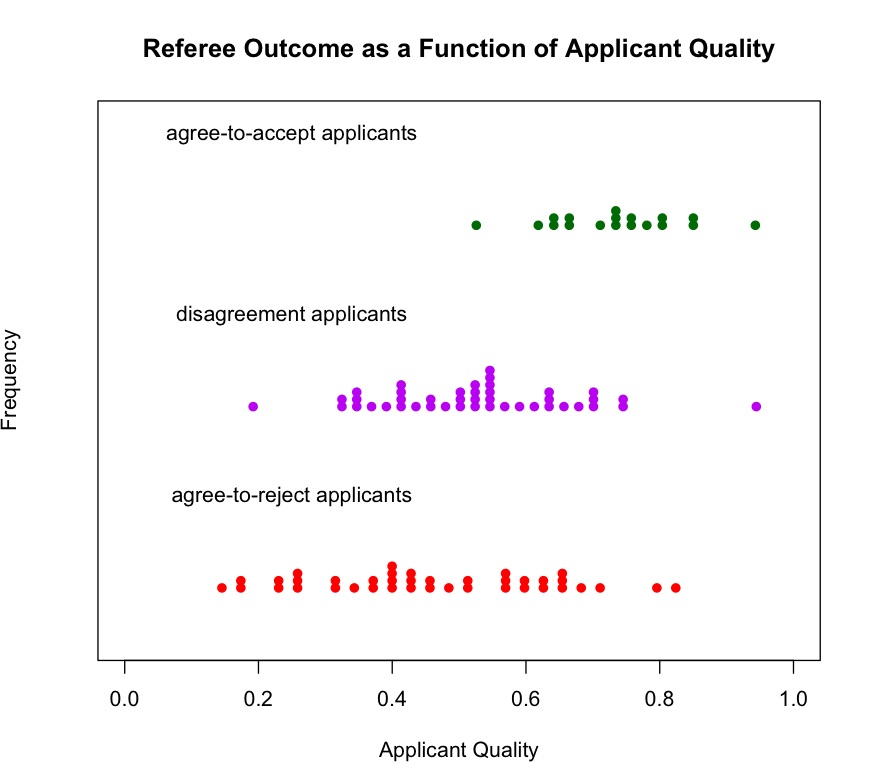 Referee Outcome as a Function of Applicant Quality
agree-to-accept applicants
disagreement applicants
agree-to-reject applicants
Frequency
0.0 0.2 0.4 0.6 0.8 1.0
Applicant Quality